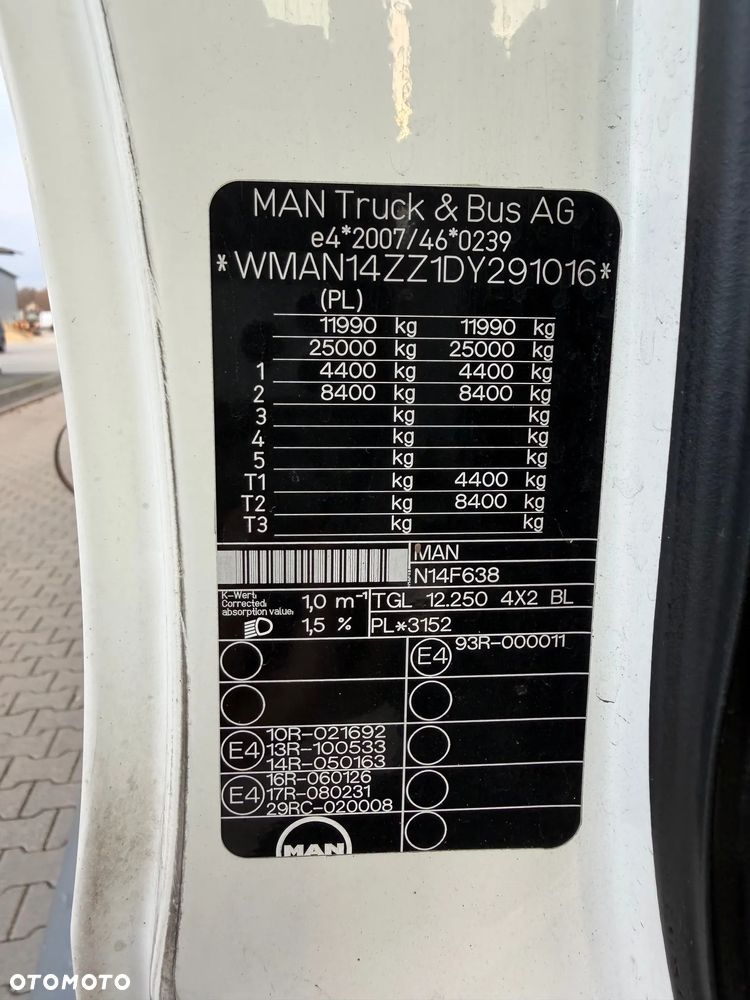 MAN Truck & Bus AG
e4*2007/46*0239
*WMAN14ZZ1DY291016*
(PL)
11990 kg 11990 kg
25000 kg 25000 kg
1 4400 kg 4400 kg
2 8400 kg 8400 kg
3 kg kg
4 kg kg
5 kg kg
T1 kg 4400 kg
T2 kg 8400 kg
T3 kg kg
MAN
N14F638
K-Wert:
Corrected
absorption value:
1,0 m⁻¹
TGL 12.250 4X2 BL
1,5 %
PL*3152
E4 93R-000011
E4
10R-021692
13R-100533
14R-050163
E4
16R-060126
17R-080231
29RC-020008
MAN
OTOMOTO